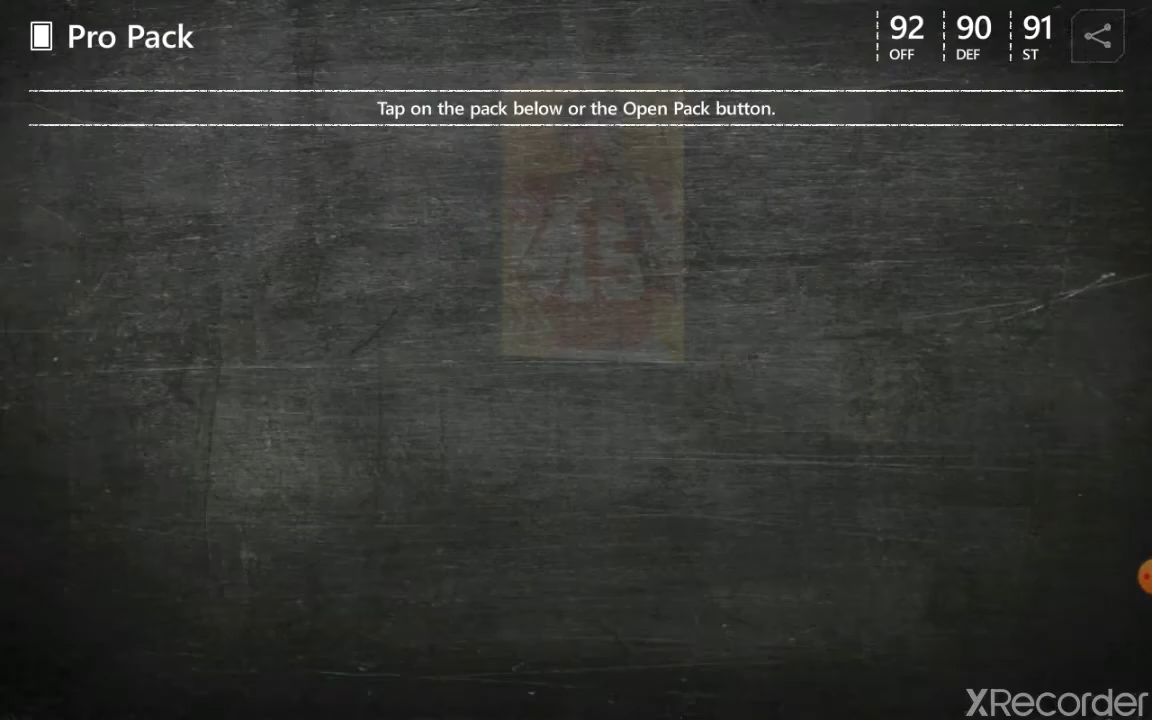 Pro Pack
92 90 91
OFF DEF ST
Tap on the pack below or the Open Pack button.
XRecorder